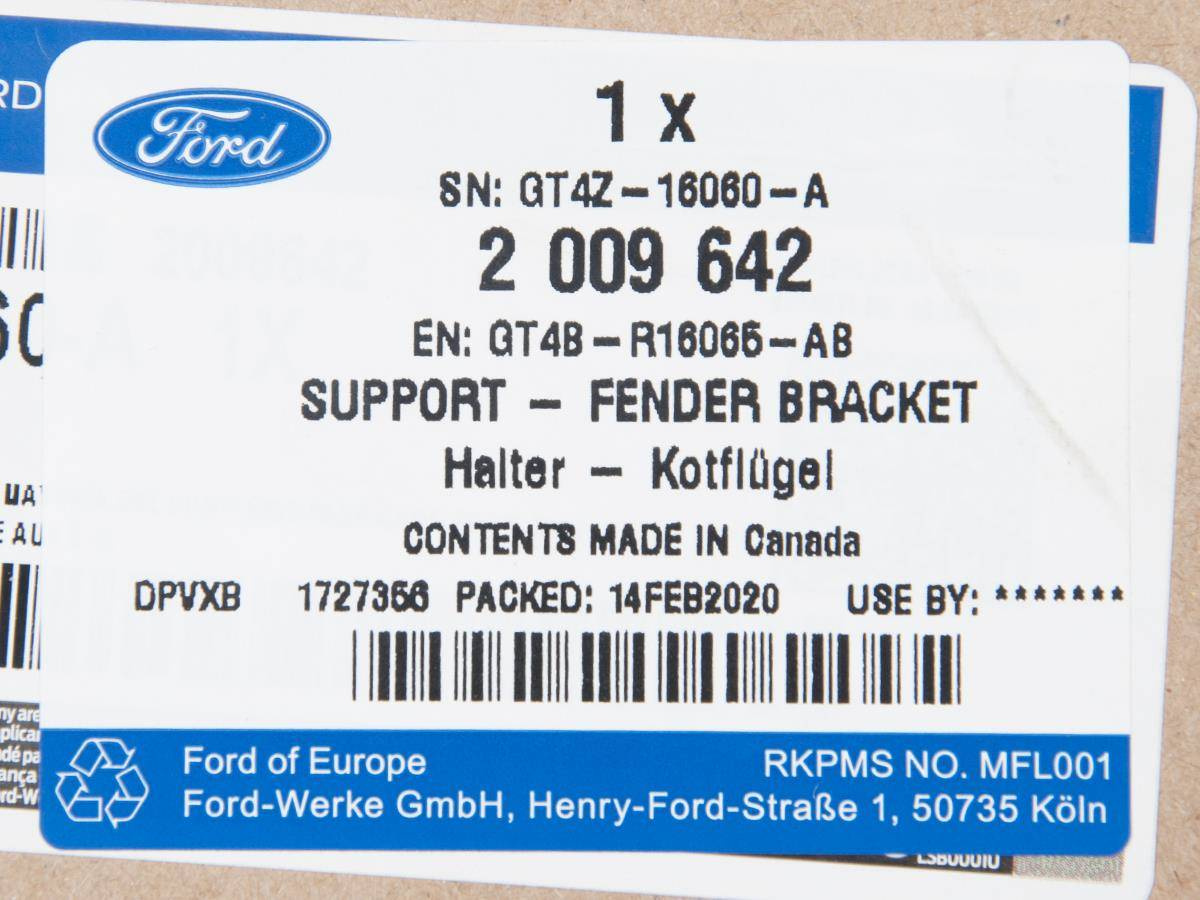 Ford
1 x
SN: GT4Z-16060-A
2 009 642
EN: GT4B-R16065-AB
SUPPORT - FENDER BRACKET
Halter - Kotflügel
CONTENTS MADE IN Canada
DPVXB 1727356 PACKED: 14FEB2020 USE BY: *******
Ford of Europe RKPMS NO. MFL001
Ford-Werke GmbH, Henry-Ford-Straße 1, 50735 Köln